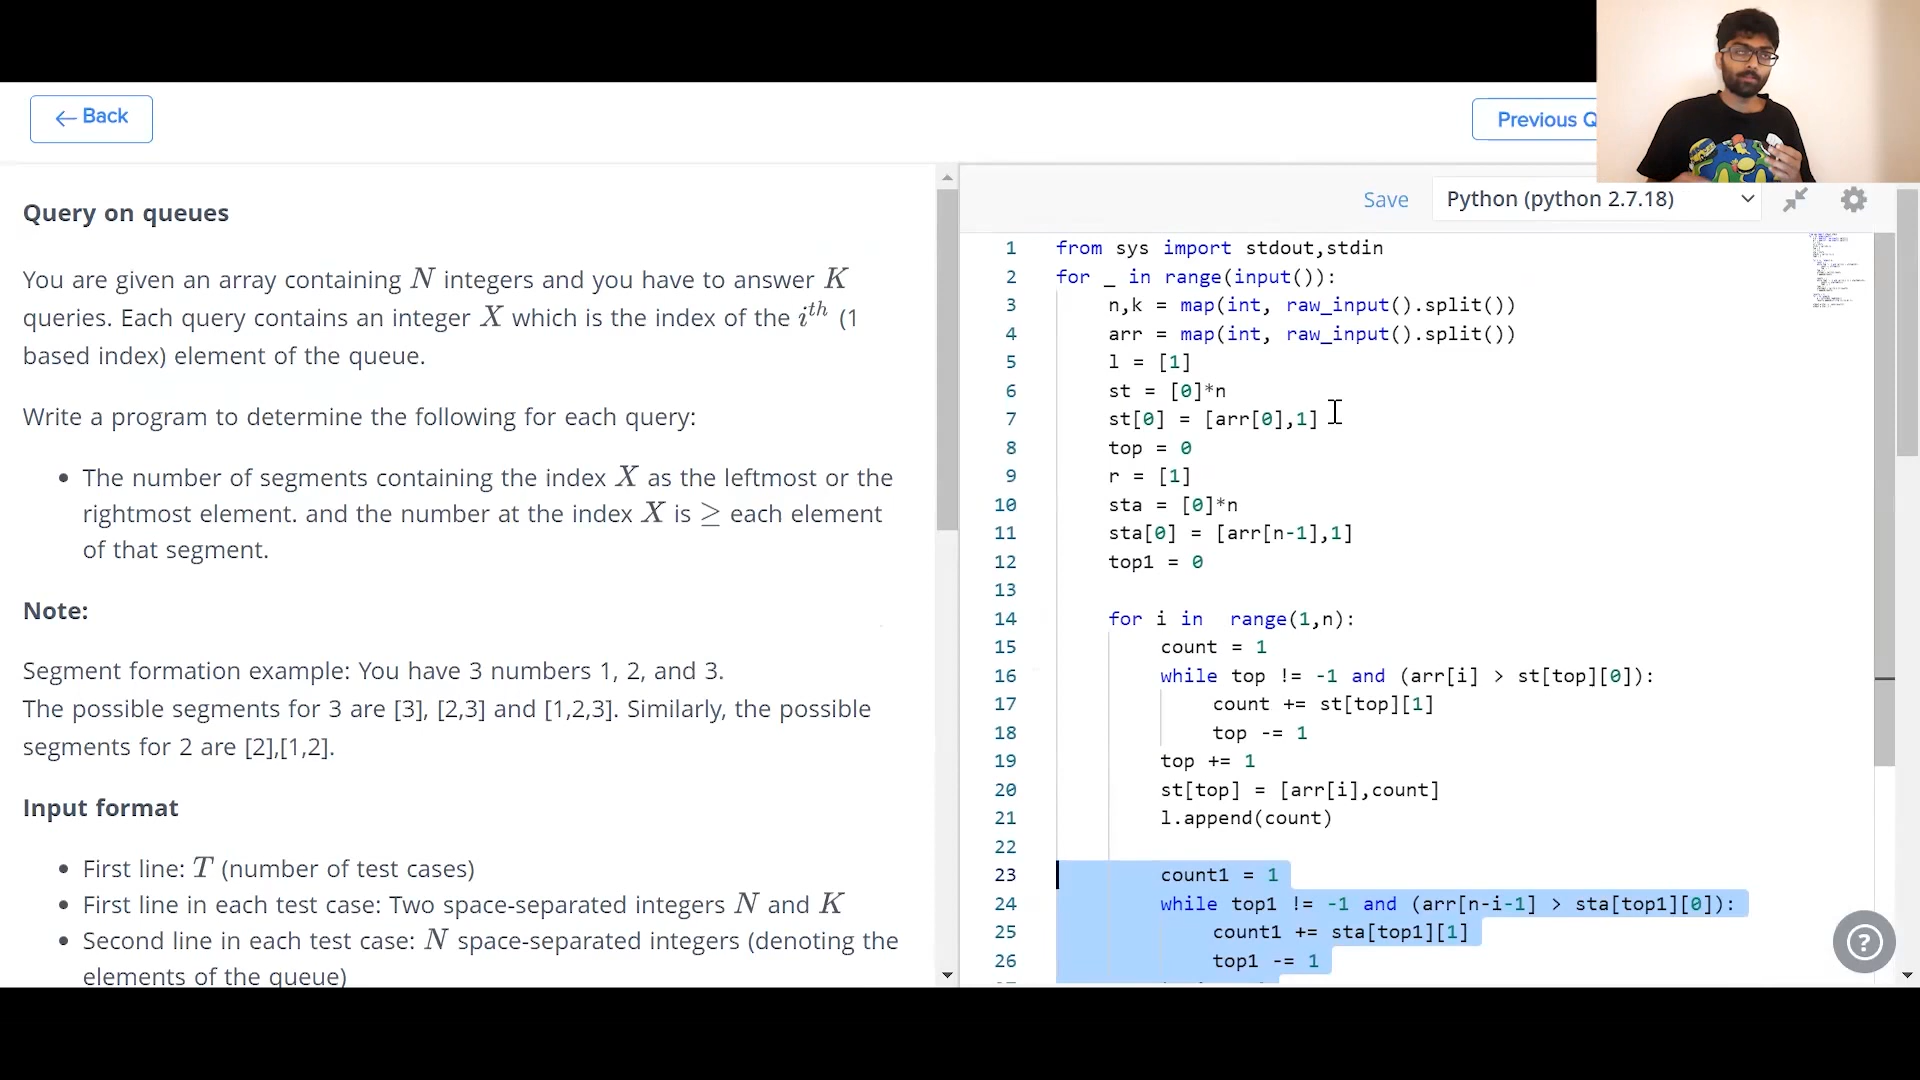 ← Back
Previous Q
Query on queues
You are given an array containing N integers and you have to answer K
queries. Each query contains an integer X which is the index of the iᵗʰ (1
based index) element of the queue.
Write a program to determine the following for each query:
• The number of segments containing the index X as the leftmost or the
rightmost element. and the number at the index X is ≥ each element
of that segment.
Note:
Segment formation example: You have 3 numbers 1, 2, and 3.
The possible segments for 3 are [3], [2,3] and [1,2,3]. Similarly, the possible
segments for 2 are [2],[1,2].
Input format
• First line: T (number of test cases)
• First line in each test case: Two space-separated integers N and K
• Second line in each test case: N space-separated integers (denoting the
elements of the queue)
Save
Python (python 2.7.18)
1 from sys import stdout,stdin
2 for _ in range(input()):
3 n,k = map(int, raw_input().split())
4 arr = map(int, raw_input().split())
5 l = [1]
6 st = [0]*n
7 st[0] = [arr[0],1]
8 top = 0
9 r = [1]
10 sta = [0]*n
11 sta[0] = [arr[n-1],1]
12 top1 = 0
13
14 for i in  range(1,n):
15 count = 1
16 while top != -1 and (arr[i] > st[top][0]):
17 count += st[top][1]
18 top -= 1
19 top += 1
20 st[top] = [arr[i],count]
21 l.append(count)
22
23 count1 = 1
24 while top1 != -1 and (arr[n-i-1] > sta[top1][0]):
25 count1 += sta[top1][1]
26 top1 -= 1
?